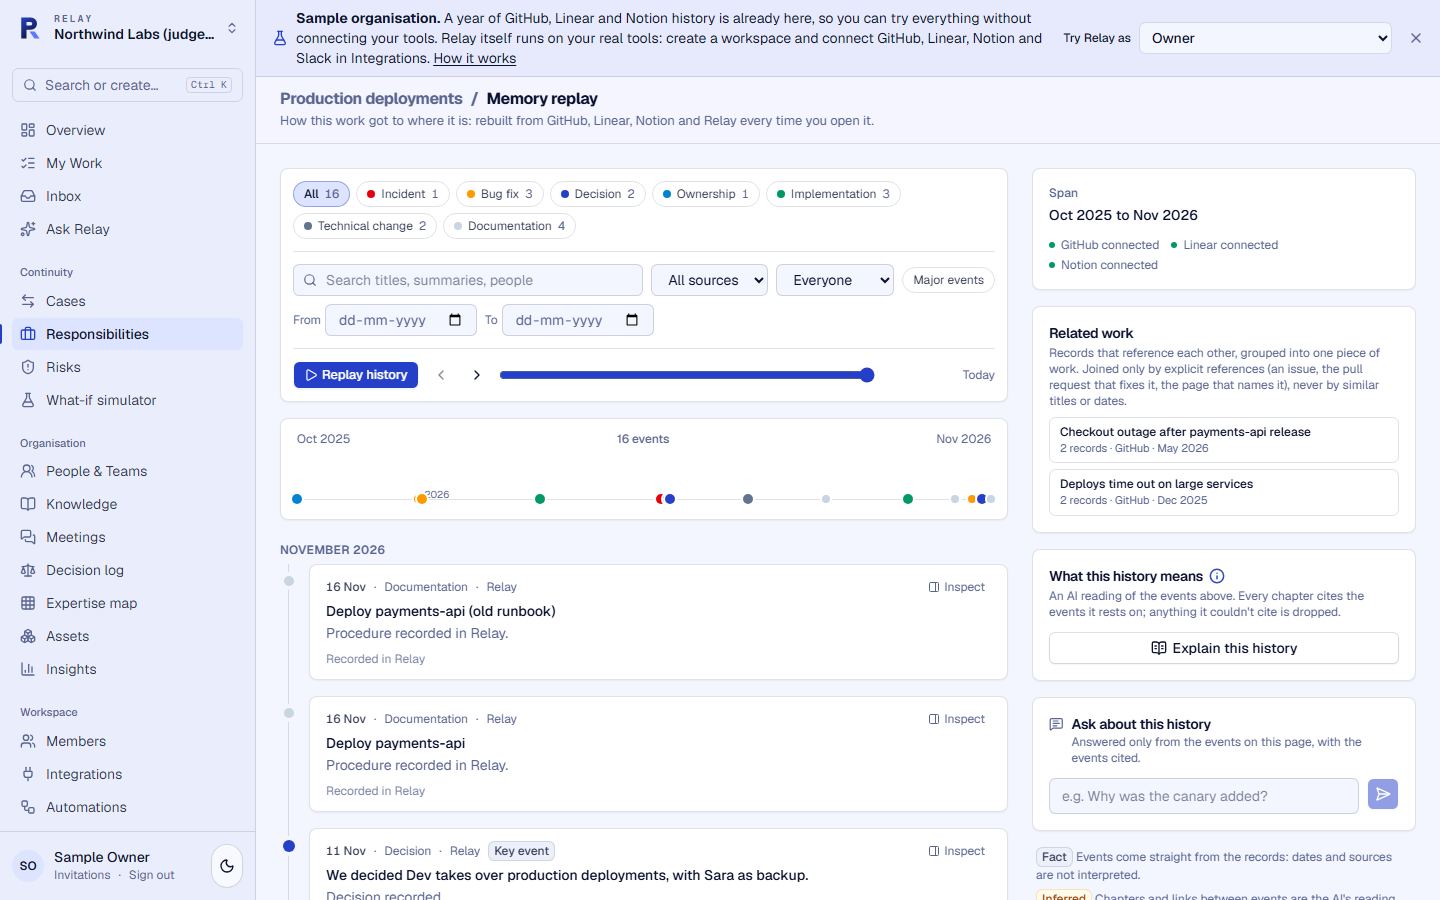 RELAY
Northwind Labs (judge...
Search or create...
Ctrl K
Overview
My Work
Inbox
Ask Relay
Continuity
Cases
Responsibilities
Risks
What-if simulator
Organisation
People & Teams
Knowledge
Meetings
Decision log
Expertise map
Assets
Insights
Workspace
Members
Integrations
Automations
SO
Sample Owner
Invitations · Sign out
Sample organisation. A year of GitHub, Linear and Notion history is already here, so you can try everything without
connecting your tools. Relay itself runs on your real tools: create a workspace and connect GitHub, Linear, Notion and
Slack in Integrations. How it works
Try Relay as
Owner
Production deployments / Memory replay
How this work got to where it is: rebuilt from GitHub, Linear, Notion and Relay every time you open it.
All 16
Incident 1
Bug fix 3
Decision 2
Ownership 1
Implementation 3
Technical change 2
Documentation 4
Search titles, summaries, people
All sources
Everyone
Major events
From
dd-mm-yyyy
To
dd-mm-yyyy
Replay history
Today
Oct 2025
16 events
Nov 2026
2026
NOVEMBER 2026
16 Nov · Documentation · Relay
Inspect
Deploy payments-api (old runbook)
Procedure recorded in Relay.
Recorded in Relay
16 Nov · Documentation · Relay
Inspect
Deploy payments-api
Procedure recorded in Relay.
Recorded in Relay
11 Nov · Decision · Relay Key event
Inspect
We decided Dev takes over production deployments, with Sara as backup.
Decision recorded
Span
Oct 2025 to Nov 2026
GitHub connected
Linear connected
Notion connected
Related work
Records that reference each other, grouped into one piece of
work. Joined only by explicit references (an issue, the pull
request that fixes it, the page that names it), never by similar
titles or dates.
Checkout outage after payments-api release
2 records · GitHub · May 2026
Deploys time out on large services
2 records · GitHub · Dec 2025
What this history means
An AI reading of the events above. Every chapter cites the
events it rests on; anything it couldn't cite is dropped.
Explain this history
Ask about this history
Answered only from the events on this page, with the
events cited.
e.g. Why was the canary added?
Fact Events come straight from the records: dates and sources
are not interpreted.
Inferred Chapters and links between events are the AI's reading